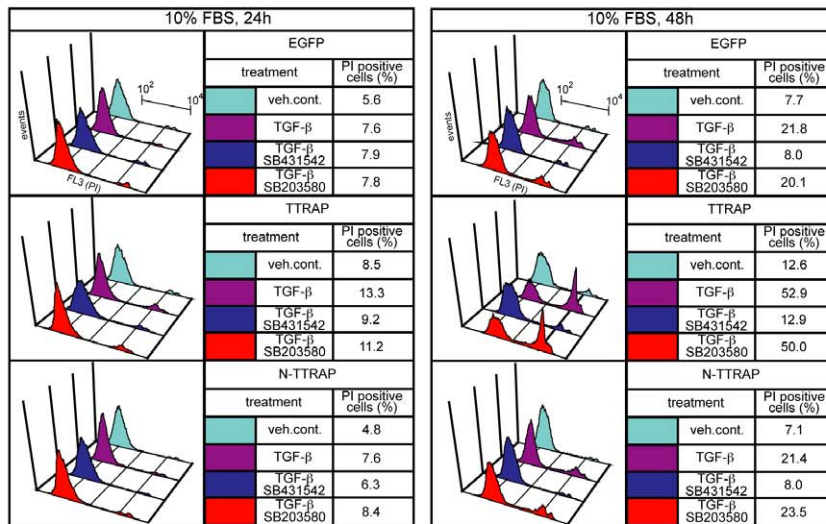 10% FBS, 24h
EGFP
treatment
PI positive
cells (%)
veh.cont.
5.6
TGF-β
7.6
TGF-β
SB431542
7.9
TGF-β
SB203580
7.8
10²
10⁴
events
FL3 (PI)
TTRAP
treatment
PI positive
cells (%)
veh.cont.
8.5
TGF-β
13.3
TGF-β
SB431542
9.2
TGF-β
SB203580
11.2
N-TTRAP
treatment
PI positive
cells (%)
veh.cont.
4.8
TGF-β
7.6
TGF-β
SB431542
6.3
TGF-β
SB203580
8.4
10% FBS, 48h
EGFP
treatment
PI positive
cells (%)
veh.cont.
7.7
TGF-β
21.8
TGF-β
SB431542
8.0
TGF-β
SB203580
20.1
10²
10⁴
events
FL3 (PI)
TTRAP
treatment
PI positive
cells (%)
veh.cont.
12.6
TGF-β
52.9
TGF-β
SB431542
12.9
TGF-β
SB203580
50.0
N-TTRAP
treatment
PI positive
cells (%)
veh.cont.
7.1
TGF-β
21.4
TGF-β
SB431542
8.0
TGF-β
SB203580
23.5